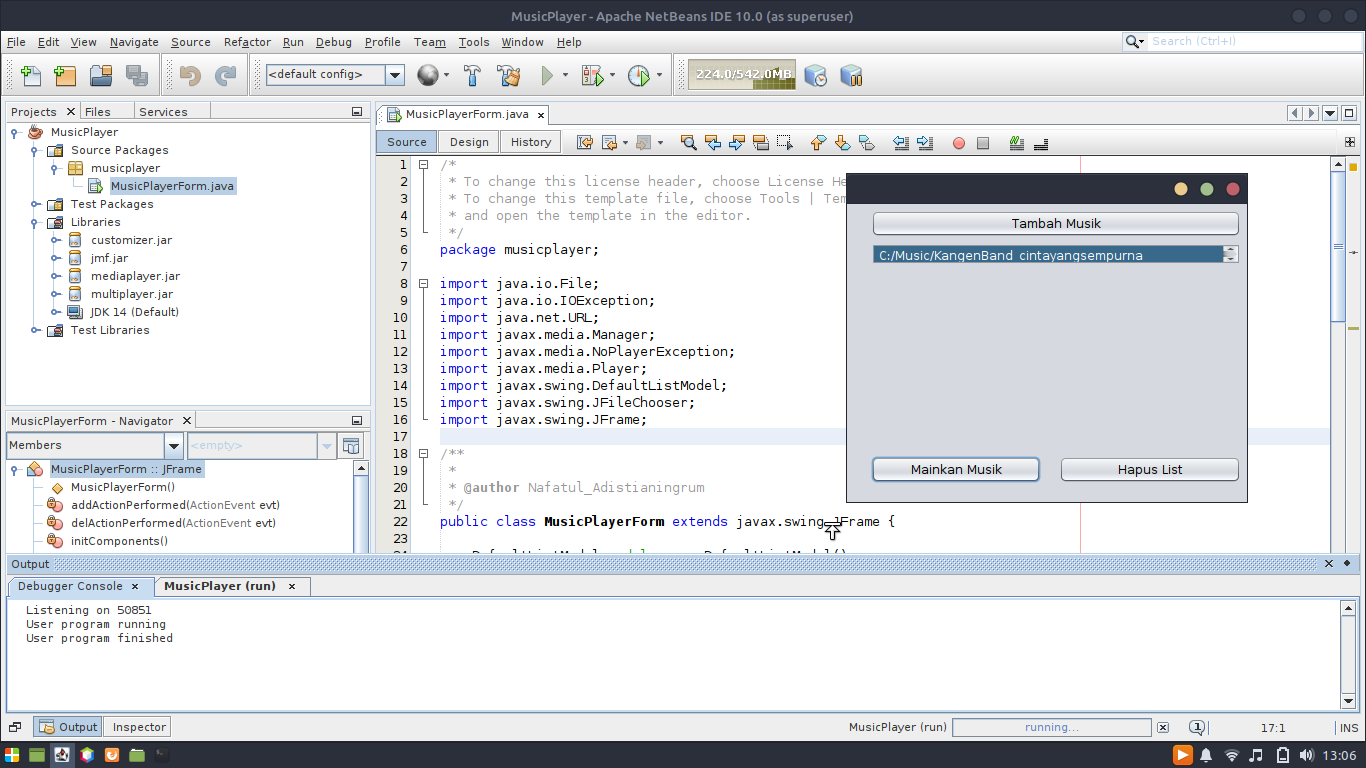 MusicPlayer - Apache NetBeans IDE 10.0 (as superuser)
File Edit View Navigate Source Refactor Run Debug Profile Team Tools Window Help
Search (Ctrl+I)
<default config>
224.0/542.0MB
Projects Files Services
MusicPlayer
Source Packages
musicplayer
MusicPlayerForm.java
Test Packages
Libraries
customizer.jar
jmf.jar
mediaplayer.jar
multiplayer.jar
JDK 14 (Default)
Test Libraries
MusicPlayerForm - Navigator
Members
<empty>
MusicPlayerForm :: JFrame
MusicPlayerForm()
addActionPerformed(ActionEvent evt)
delActionPerformed(ActionEvent evt)
initComponents()
MusicPlayerForm.java
Source Design History
1 /*
2 * To change this license header, choose License He
3 * To change this template file, choose Tools | Tem
4 * and open the template in the editor.
5 */
6 package musicplayer;
7
8 import java.io.File;
9 import java.io.IOException;
10 import java.net.URL;
11 import javax.media.Manager;
12 import javax.media.NoPlayerException;
13 import javax.media.Player;
14 import javax.swing.DefaultListModel;
15 import javax.swing.JFileChooser;
16 import javax.swing.JFrame;
17
18 /**
19 *
20 * @author Nafatul_Adistianingrum
21 */
22 public class MusicPlayerForm extends javax.swing.JFrame {
23
Tambah Musik
C:/Music/KangenBand_cintayangsempurna
Mainkan Musik Hapus List
Output
Debugger Console MusicPlayer (run)
Listening on 50851
User program running
User program finished
Output Inspector
MusicPlayer (run) running... 1 17:1 INS
13:06